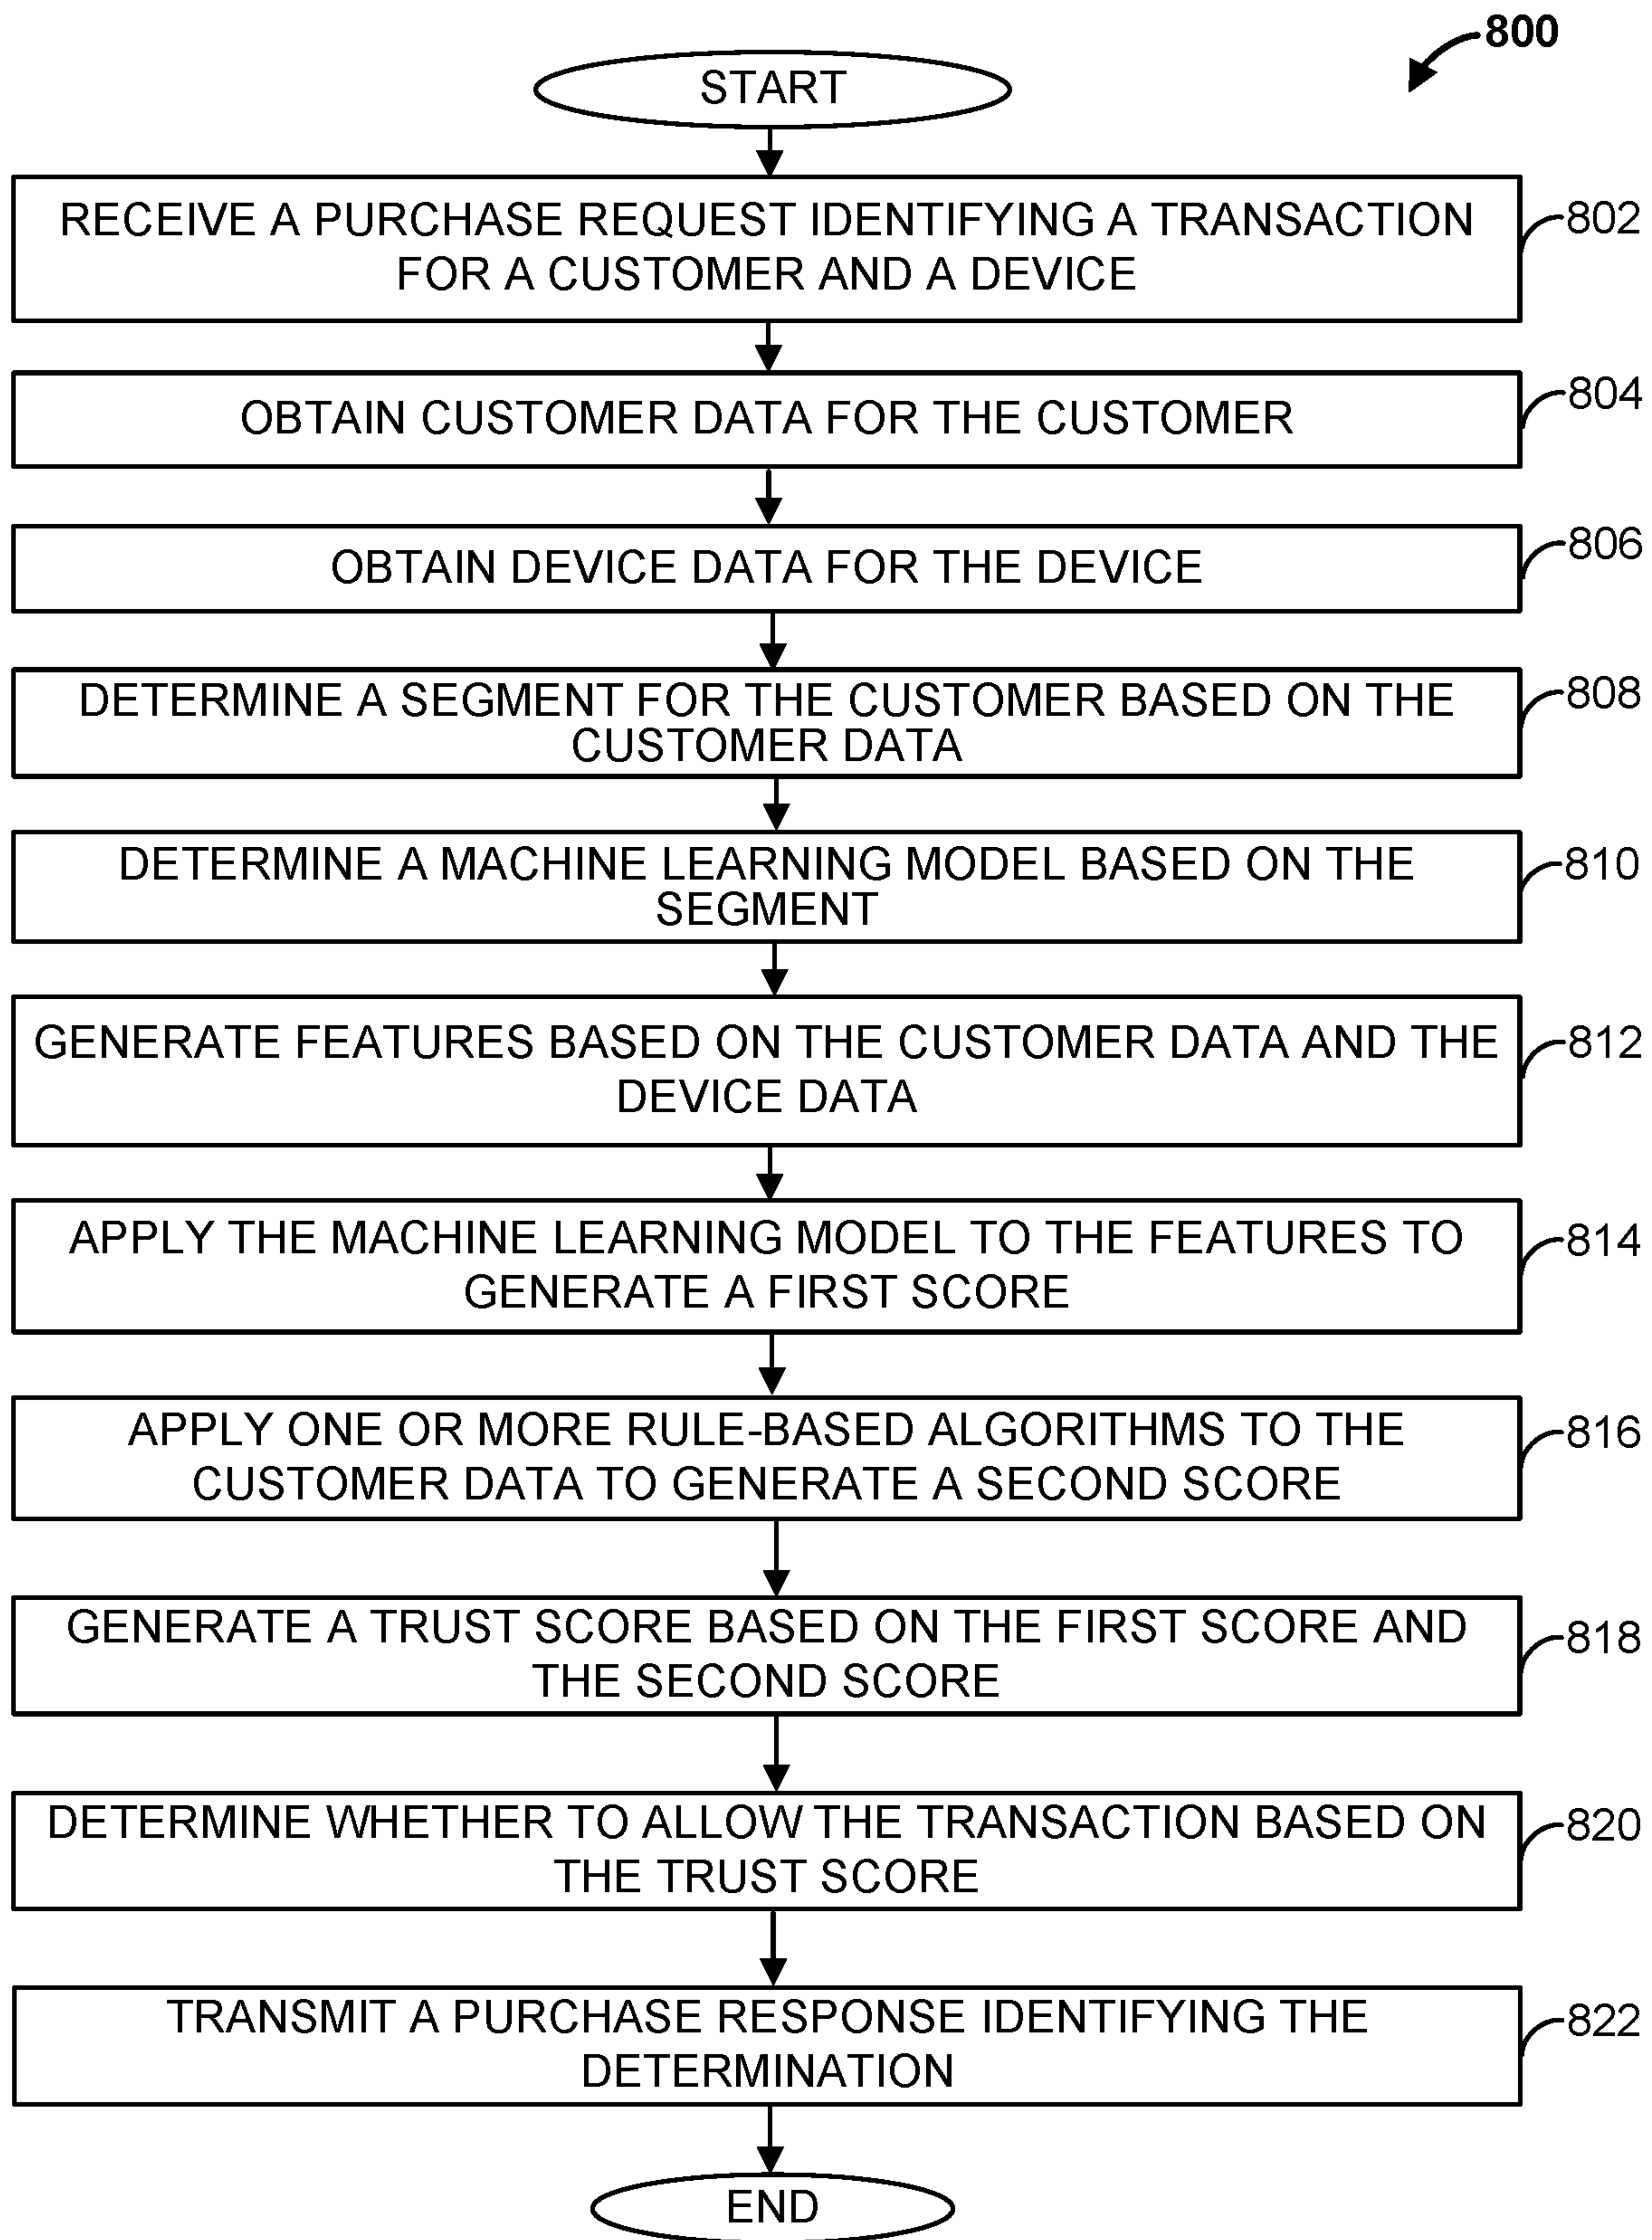 800
START
RECEIVE A PURCHASE REQUEST IDENTIFYING A TRANSACTION
FOR A CUSTOMER AND A DEVICE
802
OBTAIN CUSTOMER DATA FOR THE CUSTOMER
804
OBTAIN DEVICE DATA FOR THE DEVICE
806
DETERMINE A SEGMENT FOR THE CUSTOMER BASED ON THE
CUSTOMER DATA
808
DETERMINE A MACHINE LEARNING MODEL BASED ON THE
SEGMENT
810
GENERATE FEATURES BASED ON THE CUSTOMER DATA AND THE
DEVICE DATA
812
APPLY THE MACHINE LEARNING MODEL TO THE FEATURES TO
GENERATE A FIRST SCORE
814
APPLY ONE OR MORE RULE-BASED ALGORITHMS TO THE
CUSTOMER DATA TO GENERATE A SECOND SCORE
816
GENERATE A TRUST SCORE BASED ON THE FIRST SCORE AND
THE SECOND SCORE
818
DETERMINE WHETHER TO ALLOW THE TRANSACTION BASED ON
THE TRUST SCORE
820
TRANSMIT A PURCHASE RESPONSE IDENTIFYING THE
DETERMINATION
822
END